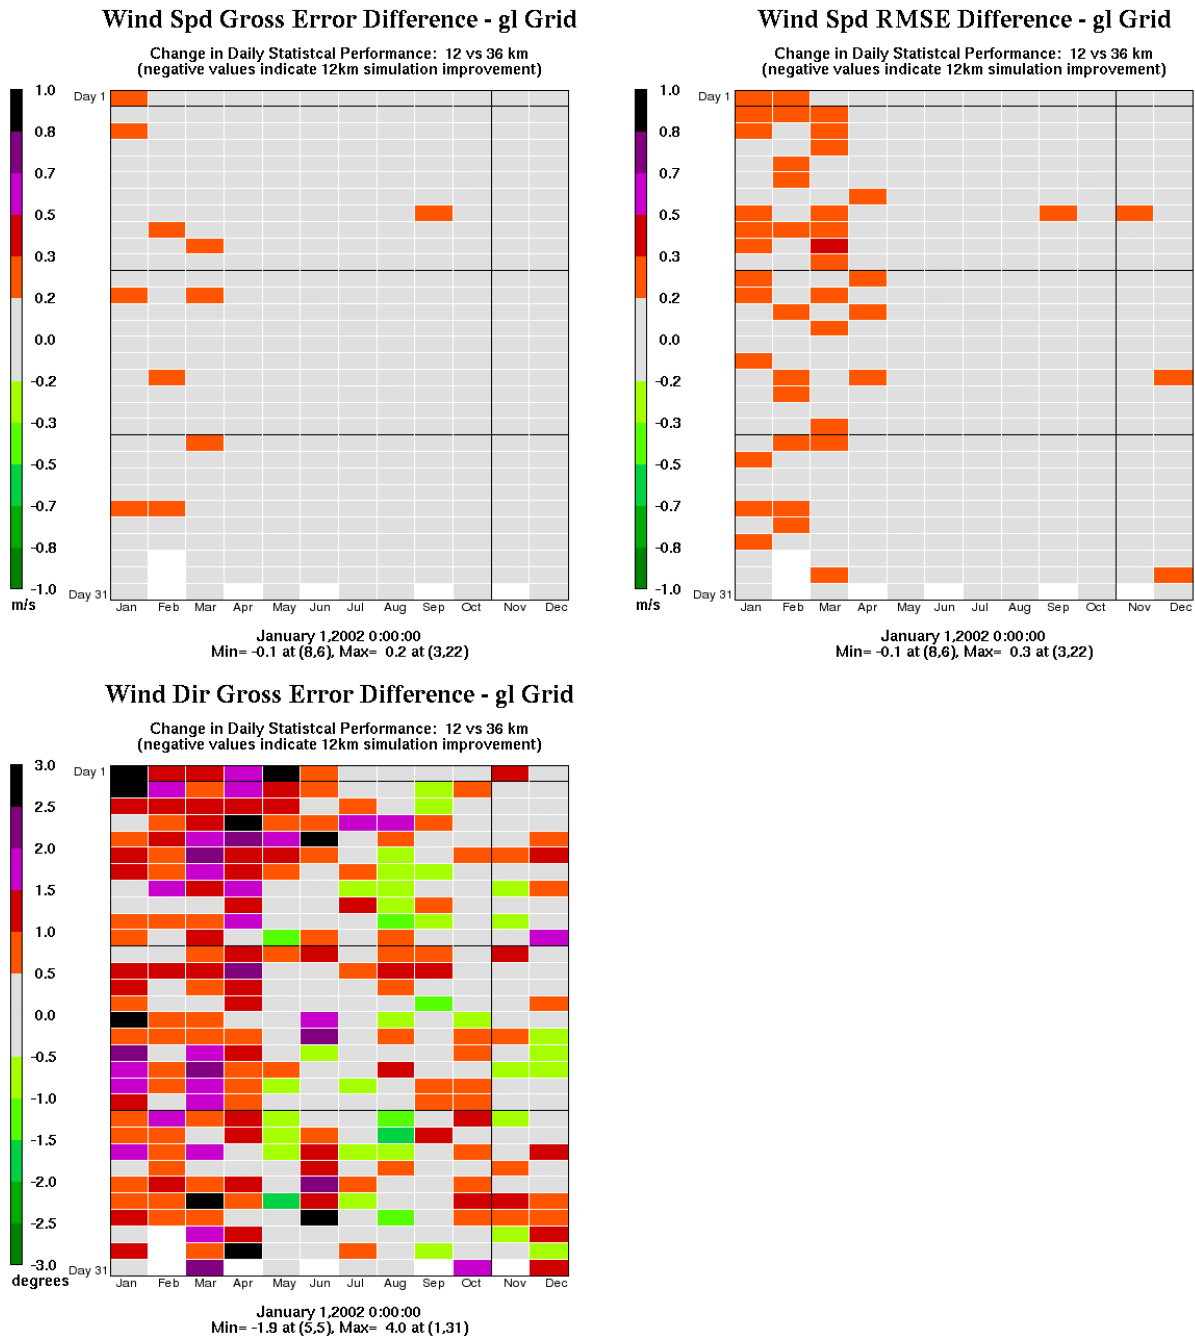 Wind Spd Gross Error Difference - gl Grid
Change in Daily Statistcal Performance: 12 vs 36 km
(negative values indicate 12km simulation improvement)
1.0
0.8
0.7
0.5
0.3
0.2
0.0
-0.2
-0.3
-0.5
-0.7
-0.8
-1.0
m/s
Day 1
Day 31
Jan Feb Mar Apr May Jun Jul Aug Sep Oct Nov Dec
January 1,2002 0:00:00
Min= -0.1 at (8,6), Max= 0.2 at (3,22)
Wind Spd RMSE Difference - gl Grid
Change in Daily Statistcal Performance: 12 vs 36 km
(negative values indicate 12km simulation improvement)
1.0
0.8
0.7
0.5
0.3
0.2
0.0
-0.2
-0.3
-0.5
-0.7
-0.8
-1.0
m/s
Day 1
Day 31
Jan Feb Mar Apr May Jun Jul Aug Sep Oct Nov Dec
January 1,2002 0:00:00
Min= -0.1 at (8,6), Max= 0.3 at (3,22)
Wind Dir Gross Error Difference - gl Grid
Change in Daily Statistcal Performance: 12 vs 36 km
(negative values indicate 12km simulation improvement)
3.0
2.5
2.0
1.5
1.0
0.5
0.0
-0.5
-1.0
-1.5
-2.0
-2.5
-3.0
degrees
Day 1
Day 31
Jan Feb Mar Apr May Jun Jul Aug Sep Oct Nov Dec
January 1,2002 0:00:00
Min= -1.9 at (5,5), Max= 4.0 at (1,31)